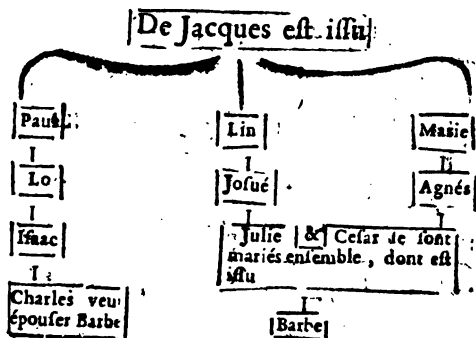 De Jacques est issu
Paul
Lin
Marie
Lo
Josué
Agnés
Isaac
Julie & Cesar se sont
mariés ensemble, dont est
issu
Charles veut
épouser Barbe
Barbe